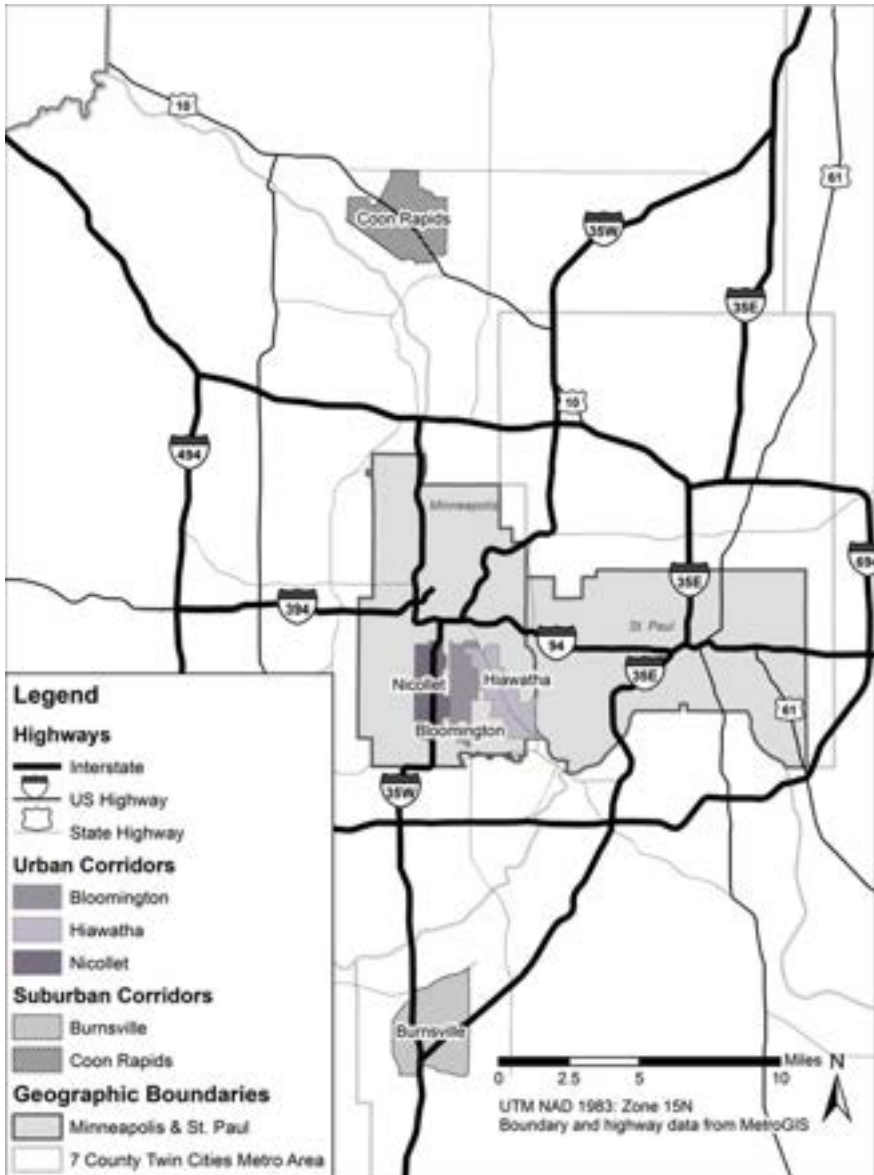 10
61
Coon Rapids
35W
35E
10
494
Minneapolis
694
35E
394
St. Paul
94
35E
Nicollet
Hiawatha
61
Bloomington
35W
Legend
Highways
Interstate
US Highway
State Highway
Urban Corridors
Bloomington
Hiawatha
Nicollet
Suburban Corridors
Burnsville
Coon Rapids
Geographic Boundaries
Minneapolis & St. Paul
7 County Twin Cities Metro Area
Burnsville
Miles
N
0 2.5 5 10
UTM NAD 1983: Zone 15N
Boundary and highway data from MetroGIS